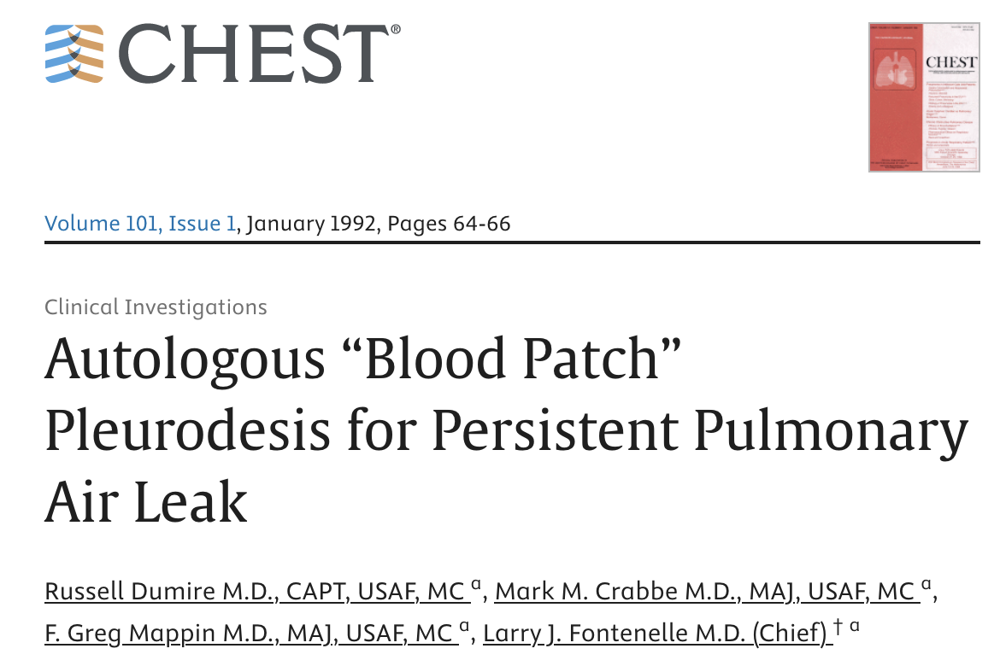 CHEST®
CHEST
Volume 101, Issue 1, January 1992, Pages 64-66
Clinical Investigations
Autologous “Blood Patch”
Pleurodesis for Persistent Pulmonary
Air Leak
Russell Dumire M.D., CAPT, USAF, MC a, Mark M. Crabbe M.D., MAJ, USAF, MC a,
F. Greg Mappin M.D., MAJ, USAF, MC a, Larry J. Fontenelle M.D. (Chief) † a